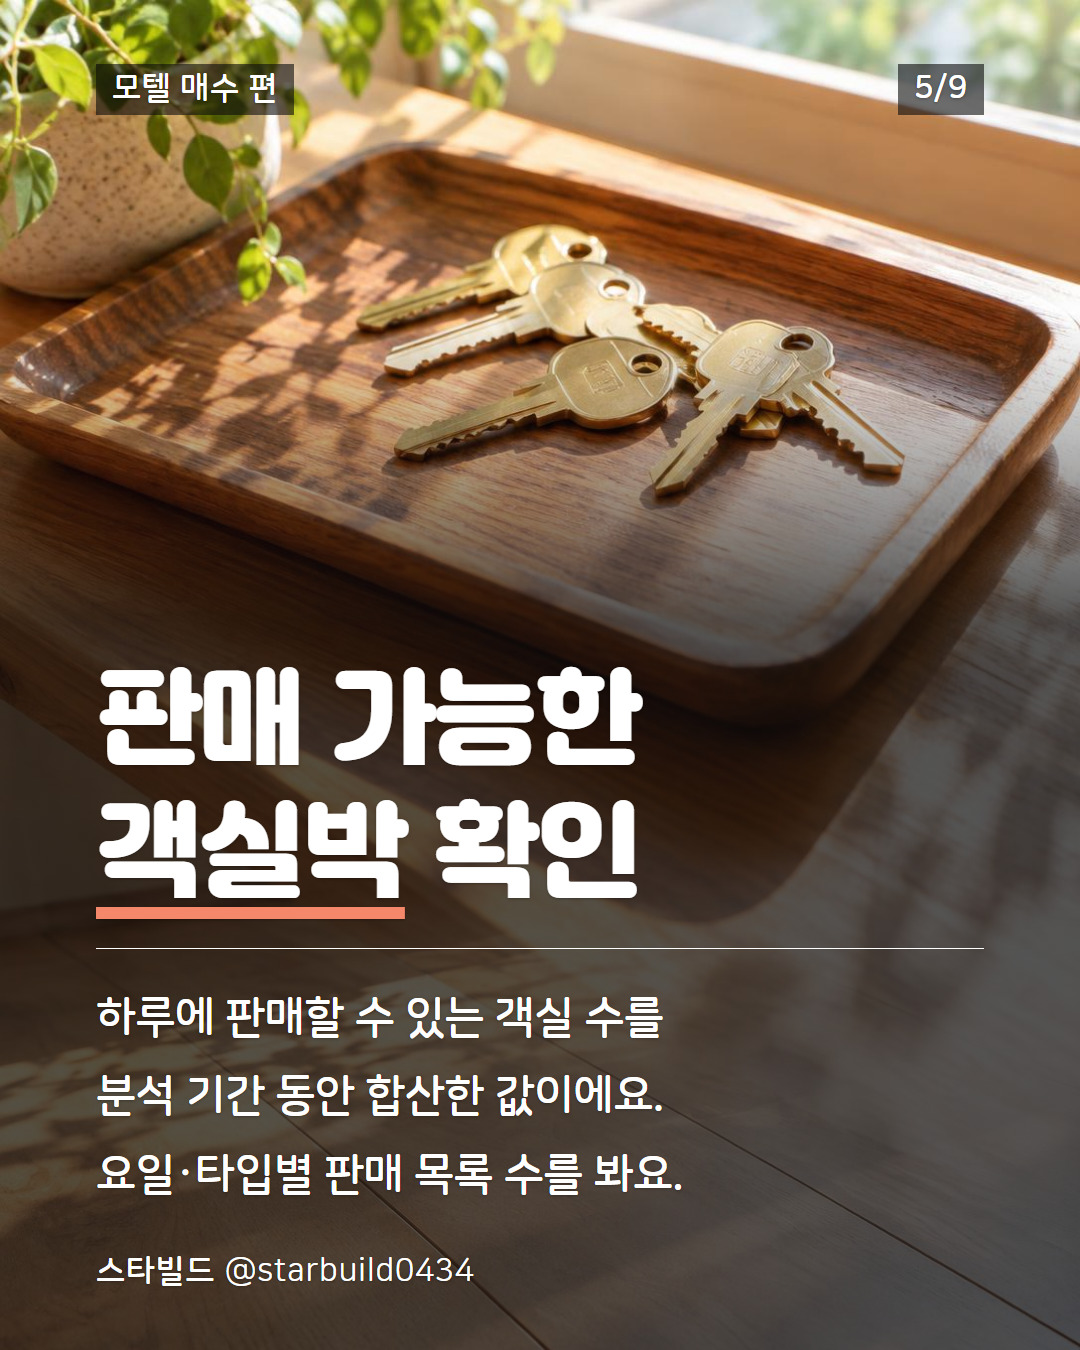 모텔 매수 편
5/9
판매 가능한
객실박 확인
하루에 판매할 수 있는 객실 수를
분석 기간 동안 합산한 값이에요.
요일·타입별 판매 목록 수를 봐요.
스타빌드 @starbuild0434